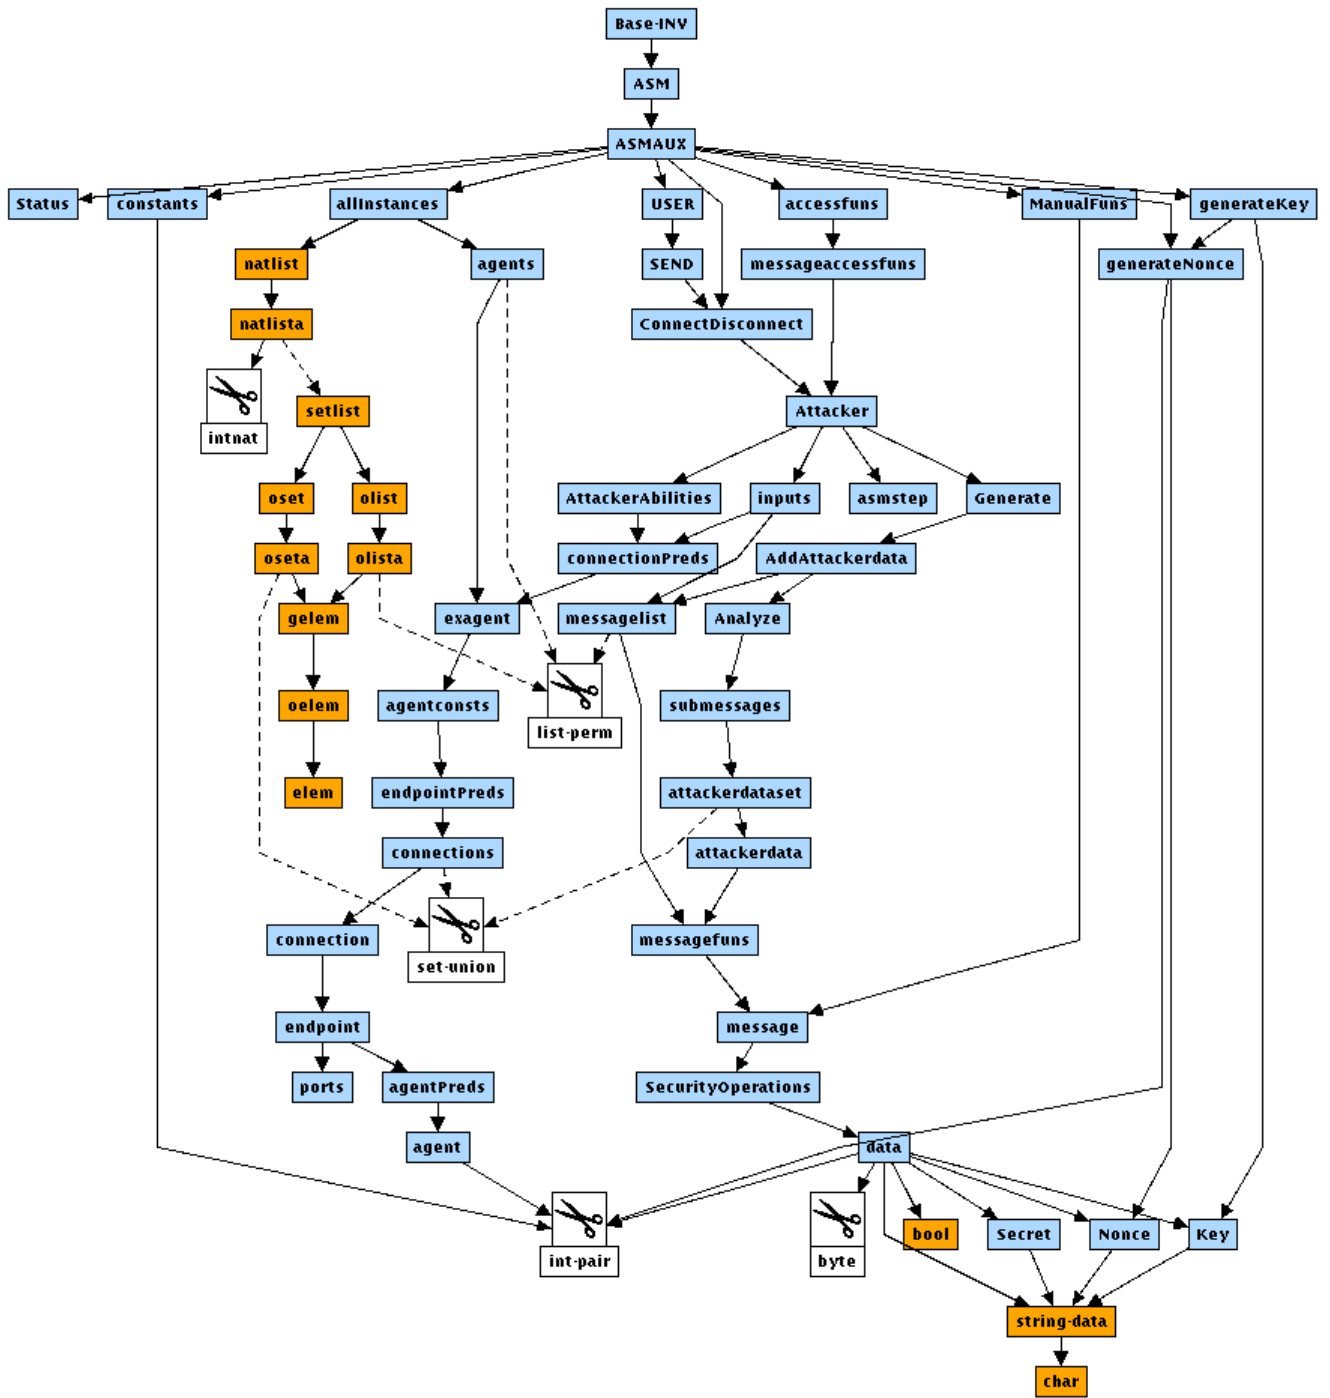 Base-INV
ASM
ASMAUX
Status
constants
allInstances
USER
accessfuns
ManualFuns
generateKey
natlist
agents
SEND
messageaccessfuns
generateNonce
natlista
ConnectDisconnect
intnat
setlist
Attacker
oset
olist
AttackerAbilities
inputs
asmstep
Generate
oseta
olista
connectionPreds
AddAttackerdata
gelem
exagent
messagelist
Analyze
oelem
agentconsts
list-perm
submessages
elem
endpointPreds
attackerdataset
connections
attackerdata
connection
set-union
messagefuns
endpoint
message
ports
agentPreds
SecurityOperations
agent
data
int-pair
byte
bool
Secret
Nonce
Key
string-data
char